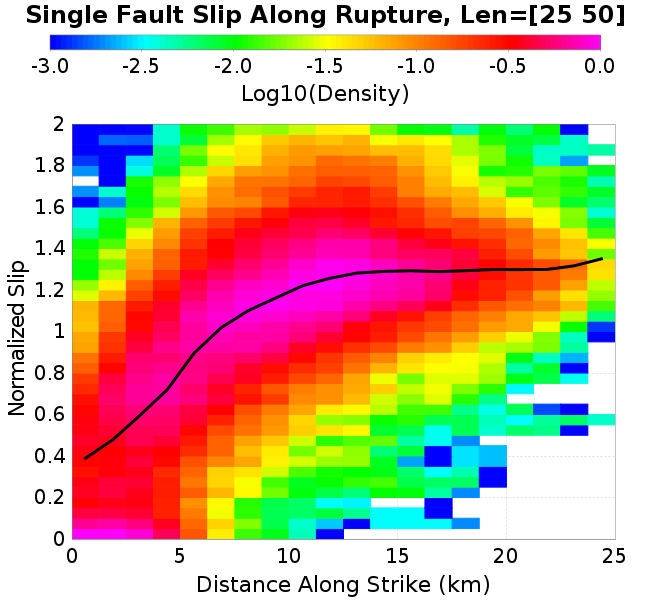 Single Fault Slip Along Rupture, Len=[25 50]
-3.0 -2.5 -2.0 -1.5 -1.0 -0.5 0.0
Log10(Density)
2
1.8
1.6
1.4
1.2
1
0.8
0.6
0.4
0.2
0
Normalized Slip
0 5 10 15 20 25
Distance Along Strike (km)